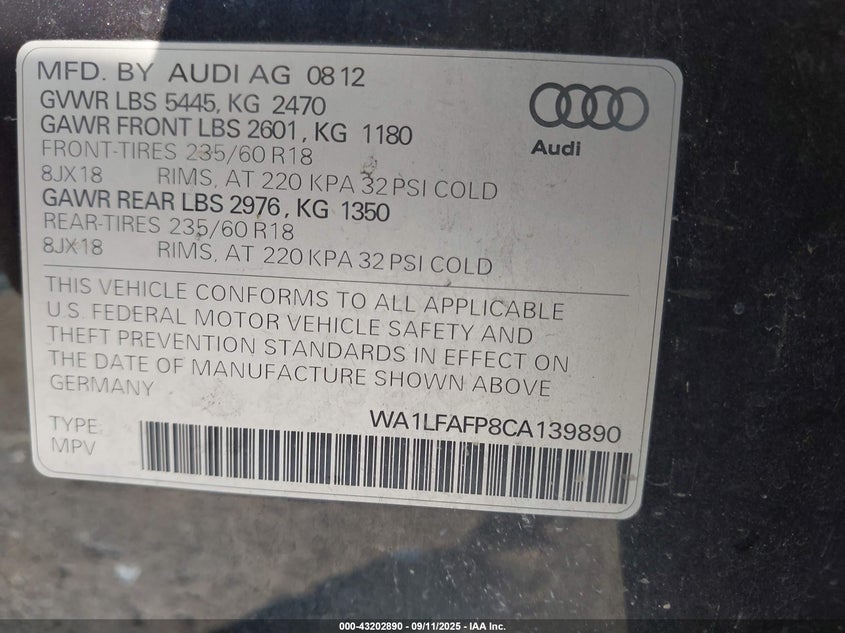 MFD. BY AUDI AG 08 12
GVWR LBS 5445, KG 2470
GAWR FRONT LBS 2601, KG 1180
FRONT-TIRES 235/60 R18
8JX18 RIMS, AT 220 KPA 32 PSI COLD
GAWR REAR LBS 2976, KG 1350
REAR-TIRES 235/60 R18
8JX18 RIMS, AT 220 KPA 32 PSI COLD
Audi
THIS VEHICLE CONFORMS TO ALL APPLICABLE
U.S. FEDERAL MOTOR VEHICLE SAFETY AND
THEFT PREVENTION STANDARDS IN EFFECT ON
THE DATE OF MANUFACTURE SHOWN ABOVE
GERMANY
TYPE: WA1LFAFP8CA139890
MPV
000-43202890 - 09/11/2025 - IAA Inc.